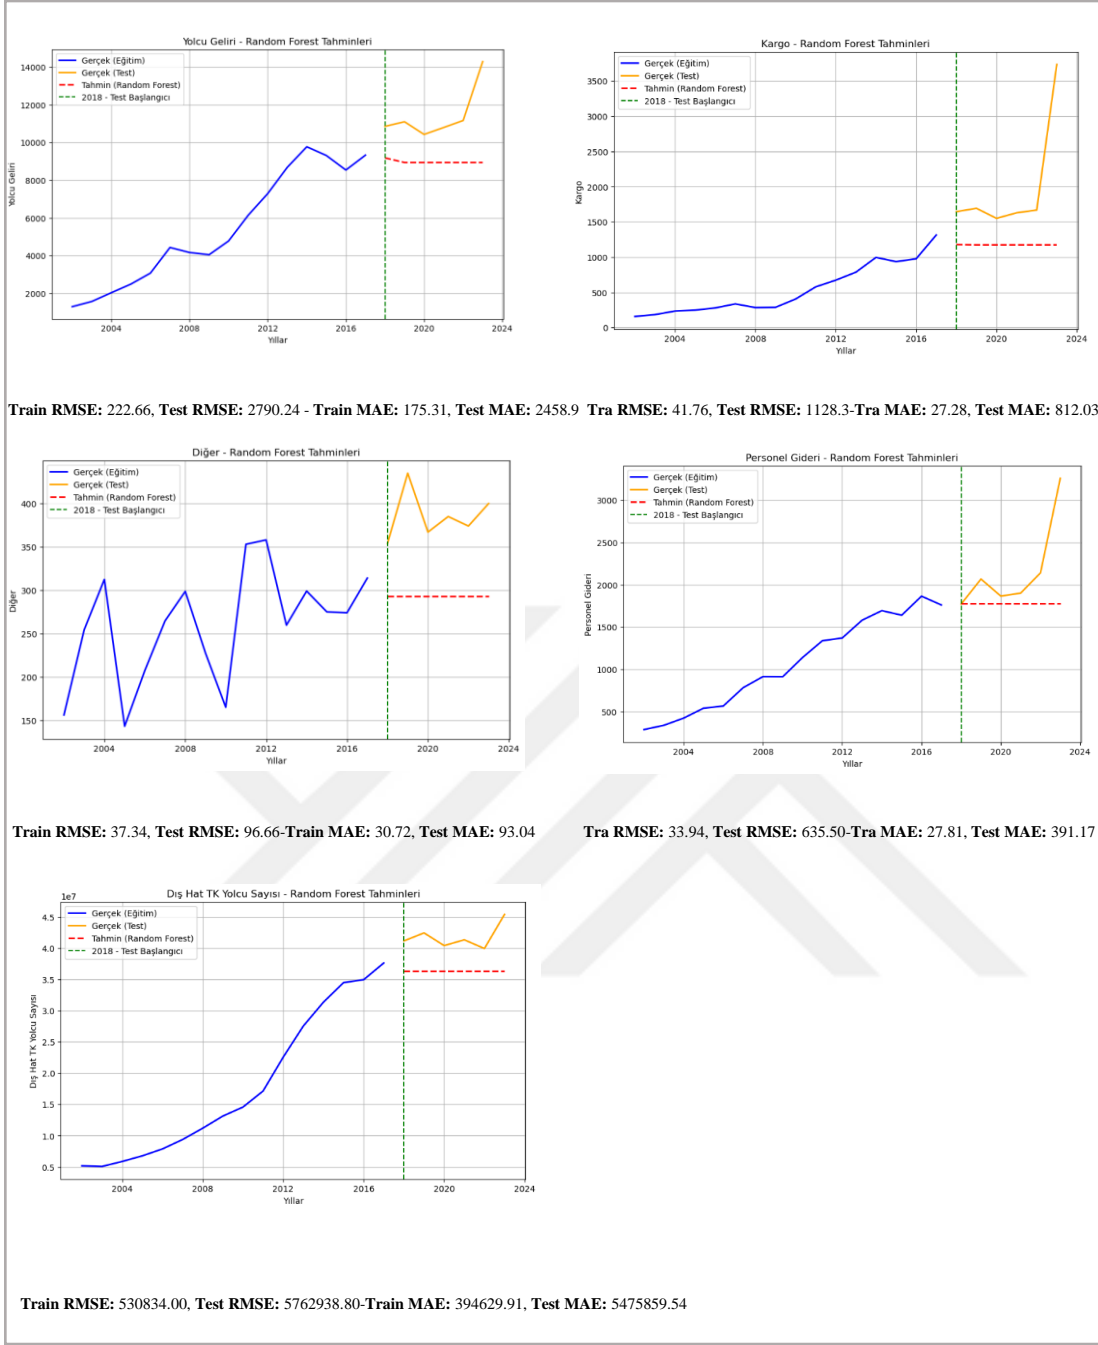 Yolcu Geliri - Random Forest Tahminleri
Gerçek (Eğitim)
Gerçek (Test)
Tahmin (Random Forest)
2018 - Test Başlangıcı
14000
12000
10000
8000
6000
4000
2000
Yolcu Geliri
2004 2008 2012 2016 2020 2024
Yıllar
Kargo - Random Forest Tahminleri
Gerçek (Eğitim)
Gerçek (Test)
Tahmin (Random Forest)
2018 - Test Başlangıcı
3500
3000
2500
2000
1500
1000
500
0
Kargo
2004 2008 2012 2016 2020 2024
Yıllar
Train RMSE: 222.66, Test RMSE: 2790.24 - Train MAE: 175.31, Test MAE: 2458.9
Tra RMSE: 41.76, Test RMSE: 1128.3-Tra MAE: 27.28, Test MAE: 812.03
Diğer - Random Forest Tahminleri
Gerçek (Eğitim)
Gerçek (Test)
Tahmin (Random Forest)
2018 - Test Başlangıcı
400
350
300
250
200
150
Diğer
2004 2008 2012 2016 2020 2024
Yıllar
Personel Gideri - Random Forest Tahminleri
Gerçek (Eğitim)
Gerçek (Test)
Tahmin (Random Forest)
2018 - Test Başlangıcı
3000
2500
2000
1500
1000
500
Personel Gideri
2004 2008 2012 2016 2020 2024
Yıllar
Train RMSE: 37.34, Test RMSE: 96.66-Train MAE: 30.72, Test MAE: 93.04
Tra RMSE: 33.94, Test RMSE: 635.50-Tra MAE: 27.81, Test MAE: 391.17
Dış Hat TK Yolcu Sayısı - Random Forest Tahminleri
1e7
Gerçek (Eğitim)
Gerçek (Test)
Tahmin (Random Forest)
2018 - Test Başlangıcı
4.5
4.0
3.5
3.0
2.5
2.0
1.5
1.0
0.5
Dış Hat TK Yolcu Sayısı
2004 2008 2012 2016 2020 2024
Yıllar
Train RMSE: 530834.00, Test RMSE: 5762938.80-Train MAE: 394629.91, Test MAE: 5475859.54